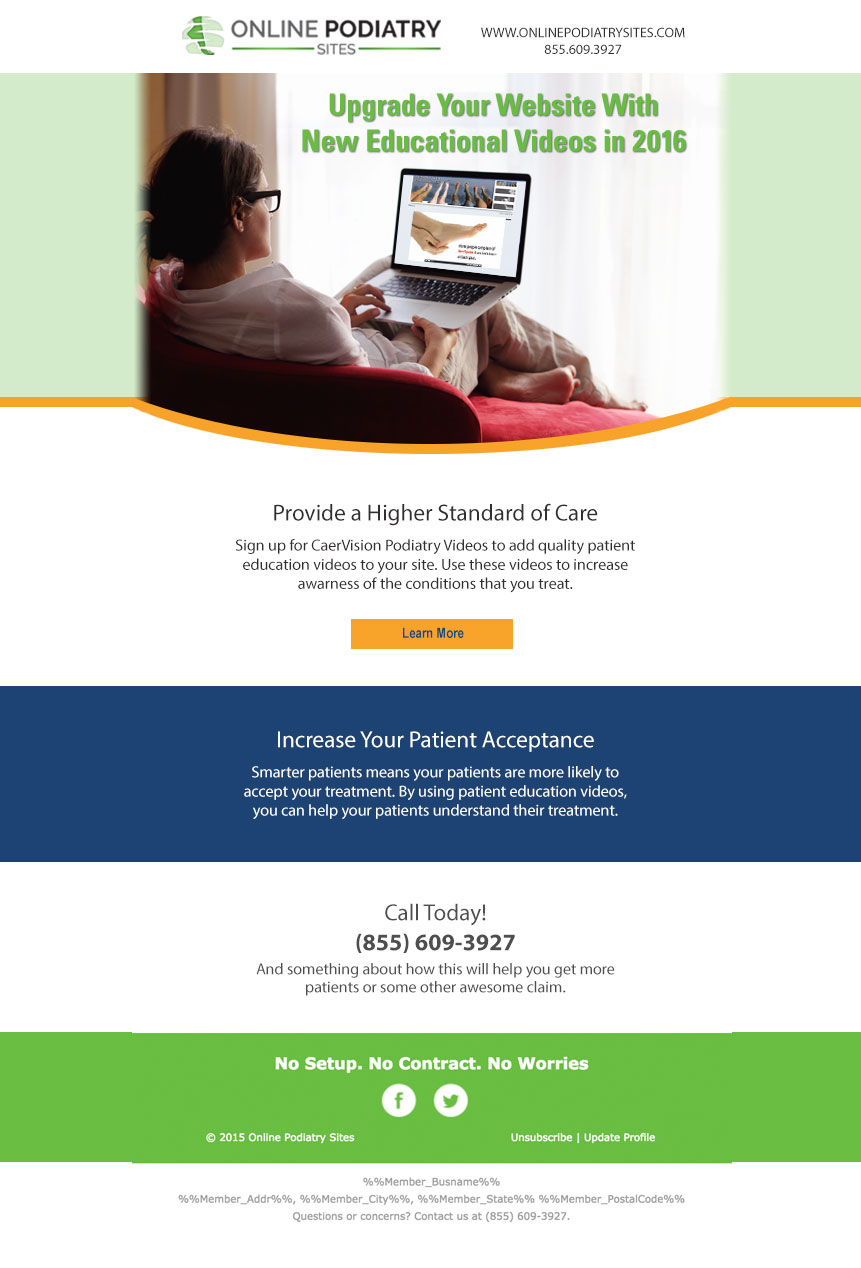 ONLINE PODIATRY
SITES
WWW.ONLINEPODIATRYSITES.COM
855.609.3927
Upgrade Your Website With
New Educational Videos in 2016
Provide a Higher Standard of Care
Sign up for CaerVision Podiatry Videos to add quality patient
education videos to your site. Use these videos to increase
awarness of the conditions that you treat.
Learn More
Increase Your Patient Acceptance
Smarter patients means your patients are more likely to
accept your treatment. By using patient education videos,
you can help your patients understand their treatment.
Call Today!
(855) 609-3927
And something about how this will help you get more
patients or some other awesome claim.
No Setup. No Contract. No Worries
© 2015 Online Podiatry Sites
Unsubscribe | Update Profile
%%Member_Busname%%
%%Member_Addr%%, %%Member_City%%, %%Member_State%% %%Member_PostalCode%%
Questions or concerns? Contact us at (855) 609-3927.